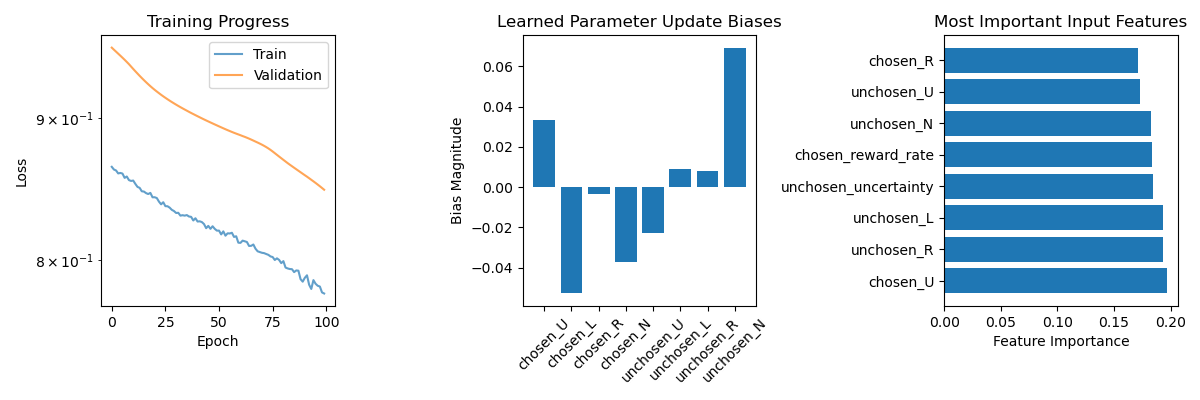 Training Progress
Train
Validation
9 × 10⁻¹
8 × 10⁻¹
Loss
0
25
50
75
100
Epoch
Learned Parameter Update Biases
0.06
0.04
0.02
0.00
−0.02
−0.04
Bias Magnitude
chosen_U
chosen_L
chosen_R
chosen_N
unchosen_U
unchosen_L
unchosen_R
unchosen_N
Most Important Input Features
chosen_R
unchosen_U
unchosen_N
chosen_reward_rate
unchosen_uncertainty
unchosen_L
unchosen_R
chosen_U
0.00
0.05
0.10
0.15
0.20
Feature Importance